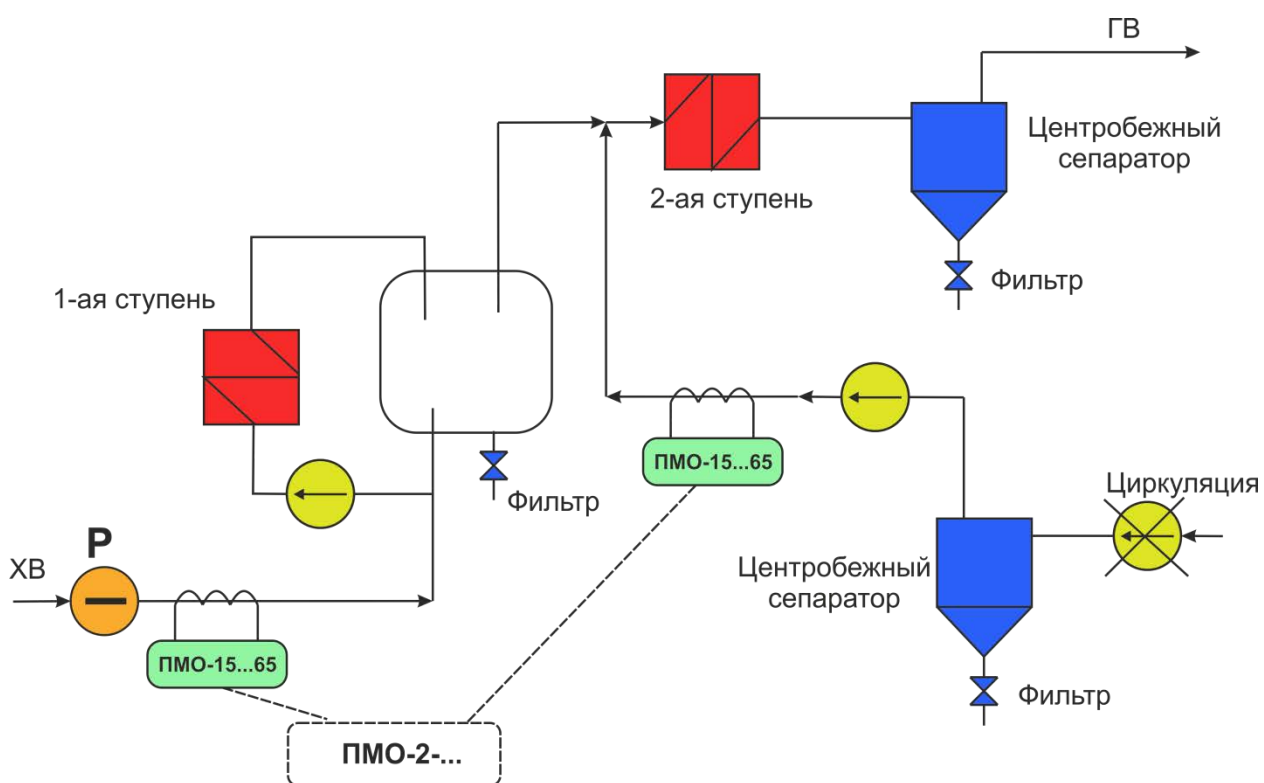 ГВ
Центробежный
сепаратор
2-ая ступень
Фильтр
1-ая ступень
ПМО-15...65
Фильтр
Циркуляция
P
ХВ
Центробежный
сепаратор
ПМО-15...65
Фильтр
ПМО-2-...